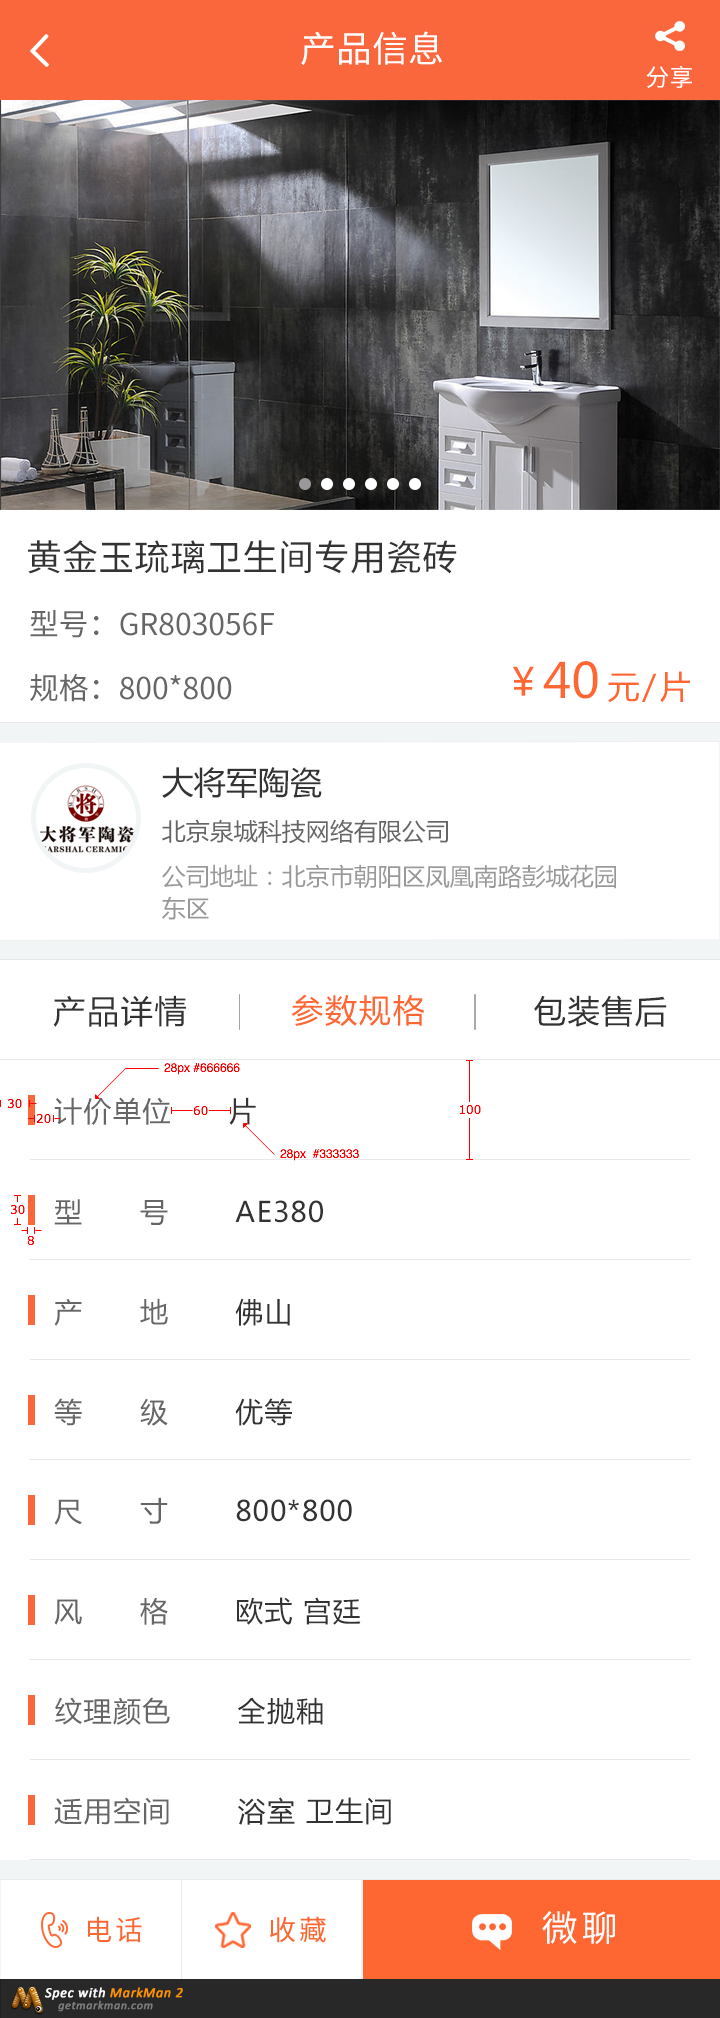 产品信息
分享
黄金玉琉璃卫生间专用瓷砖
型号：GR803056F
规格：800*800
¥ 40 元/片
将
大将军陶瓷
大将军陶瓷
北京泉城科技网络有限公司
公司地址：北京市朝阳区凤凰南路彭城花园
东区
产品详情
参数规格
包装售后
28px #666666
30
20
计价单位
60
片
100
28px #333333
30
8
型 号
AE380
产 地
佛山
等 级
优等
尺 寸
800*800
风 格
欧式 宫廷
纹理颜色
全抛釉
适用空间
浴室 卫生间
电话
收藏
微聊
Spec with MarkMan 2
getmarkman.com